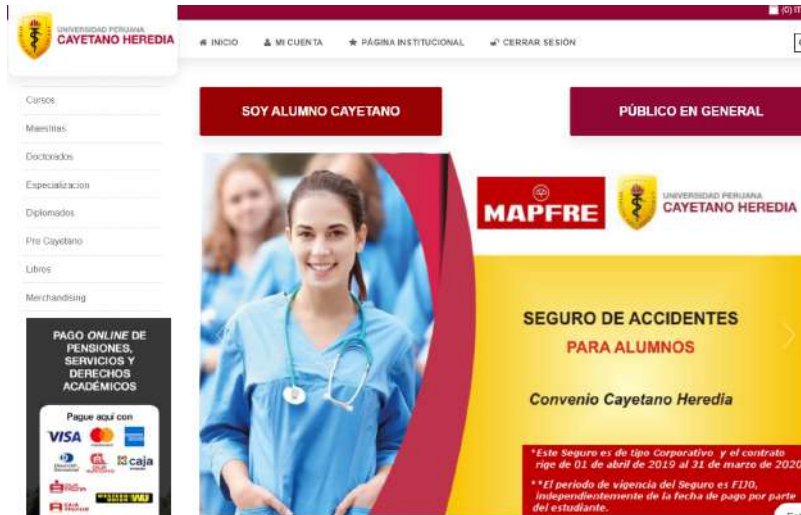 UNIVERSIDAD PERUANA
CAYETANO HEREDIA
INICIO
MI CUENTA
PÁGINA INSTITUCIONAL
CERRAR SESIÓN
Cursos
Maestrias
Doctorados
Especializacion
Diplomados
Pre Cayetano
Libros
Merchandising
SOY ALUMNO CAYETANO
PÚBLICO EN GENERAL
MAPFRE
UNIVERSIDAD PERUANA
CAYETANO HEREDIA
SEGURO DE ACCIDENTES
PARA ALUMNOS
Convenio Cayetano Heredia
*Este Seguro es de tipo Corporativo y el contrato
rige de 01 de abril de 2019 al 31 de marzo de 2020
**El periodo de vigencia del Seguro es FIJO,
independientemente de la fecha de pago por parte
del estudiante.
PAGO ONLINE DE
PENSIONES,
SERVICIOS Y
DERECHOS
ACADÉMICOS
Pague aquí con
VISA
caja
WU